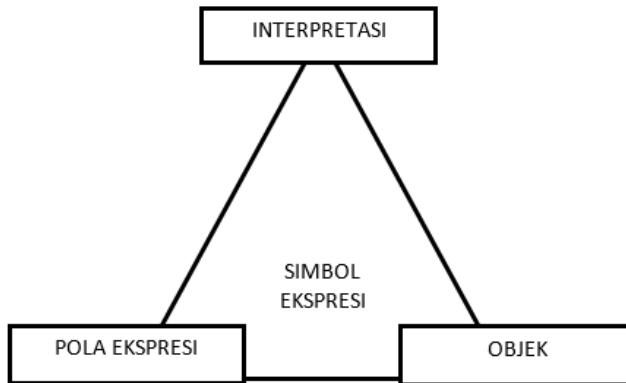 INTERPRETASI
SIMBOL
EKSPRESI
POLA EKSPRESI
OBJEK